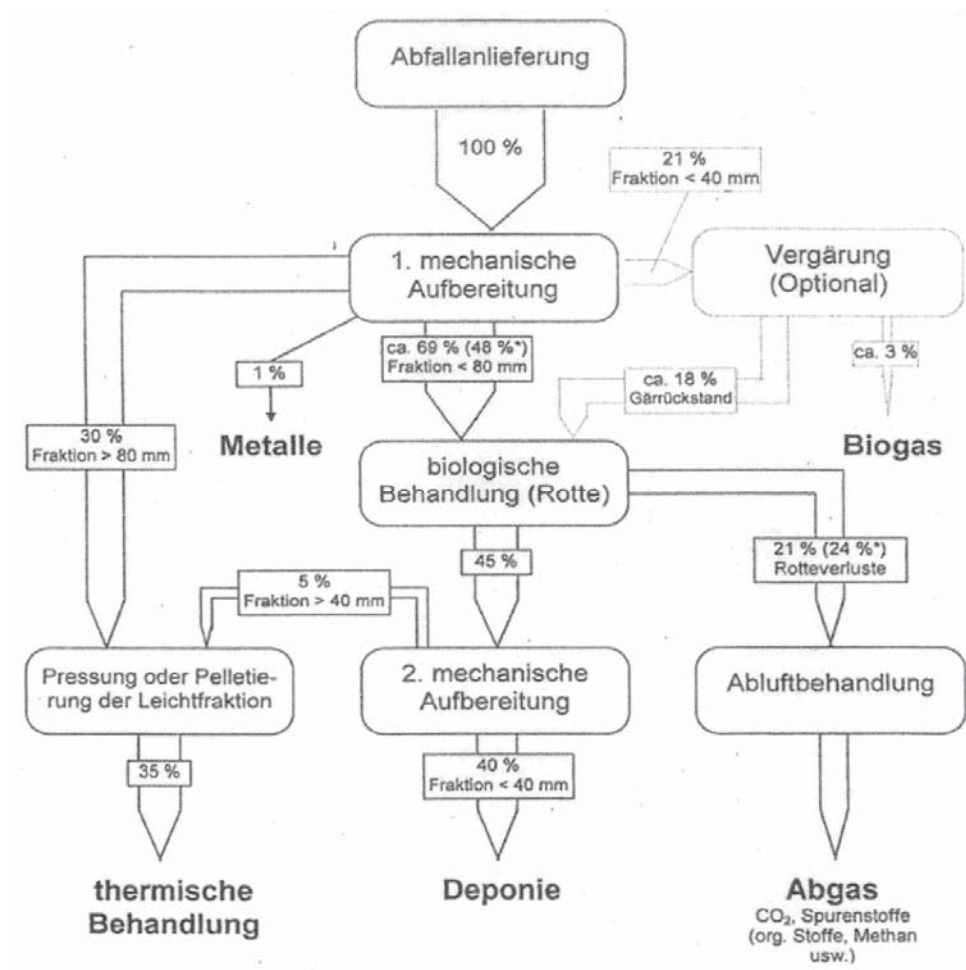 Abfallanlieferung
100 %
21 %
Fraktion < 40 mm
1. mechanische
Aufbereitung
Vergärung
(Optional)
ca. 69 % (48 %*)
Fraktion < 80 mm
1 %
ca. 18 %
Gärrückstand
ca. 3 %
30 %
Fraktion > 80 mm
Metalle
Biogas
biologische
Behandlung (Rotte)
45 %
21 % (24 %*)
Rotteverluste
5 %
Fraktion > 40 mm
Pressung oder Pelletie-
rung der Leichtfraktion
2. mechanische
Aufbereitung
Abluftbehandlung
35 %
40 %
Fraktion < 40 mm
thermische
Behandlung
Deponie
Abgas
CO₂, Spurenstoffe
(org. Stoffe, Methan
usw.)